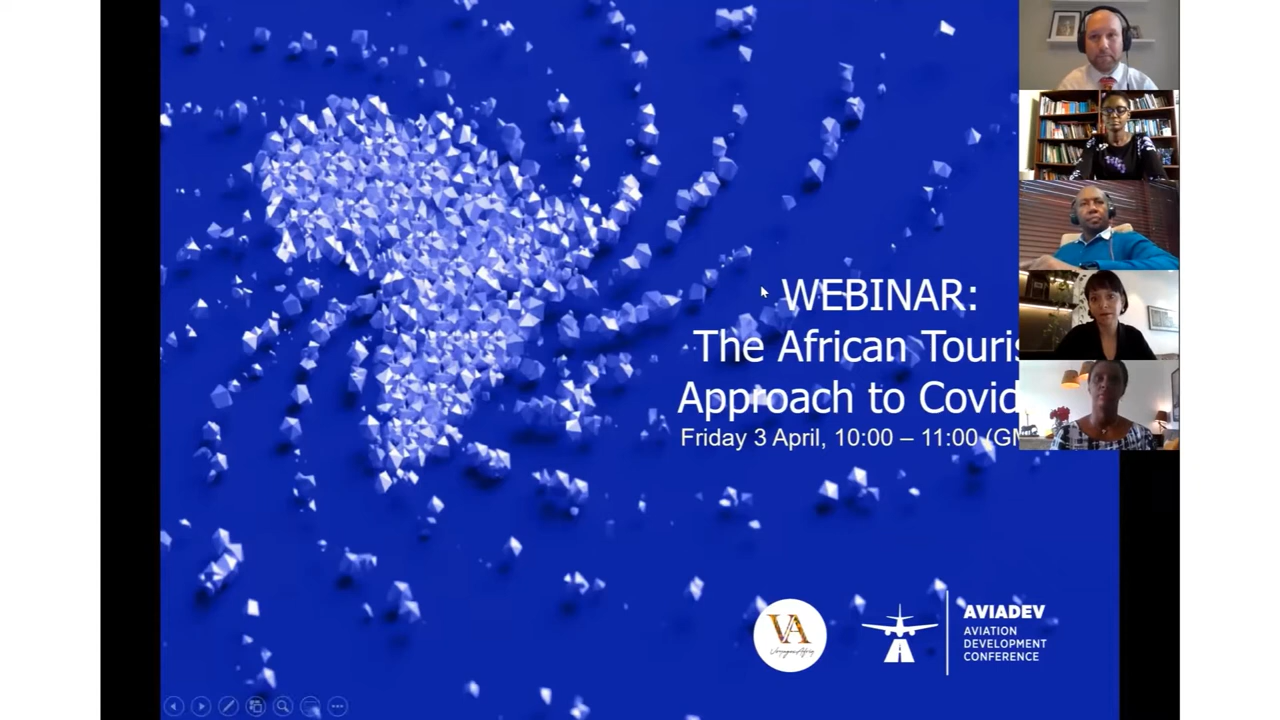 WEBINAR:
The African Touris
Approach to Covid
Friday 3 April, 10:00 – 11:00 (GM
VA
VoyagesAfriq
AVIADEV
AVIATION
DEVELOPMENT
CONFERENCE